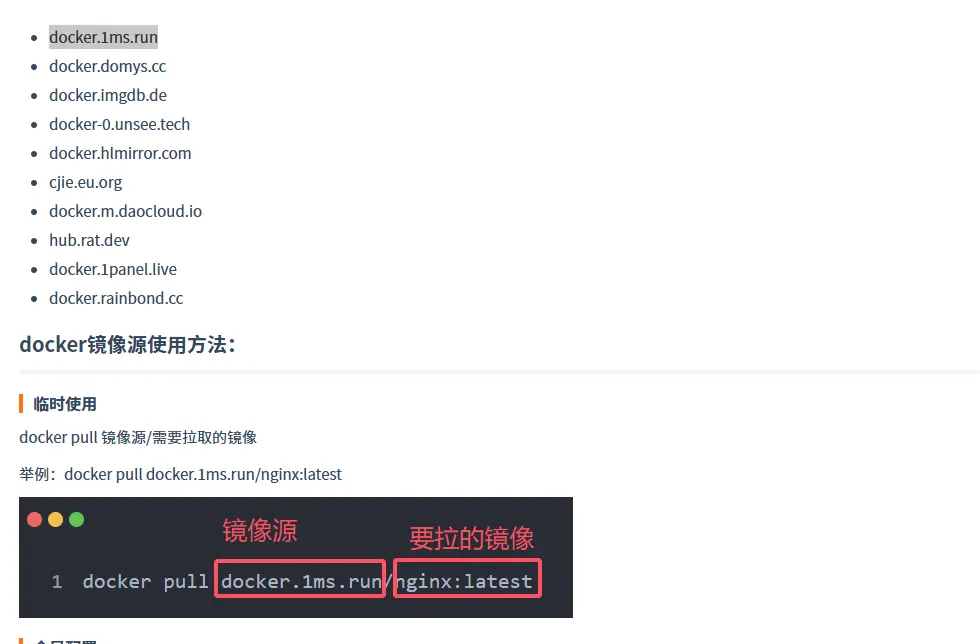 docker.1ms.run
docker.domys.cc
docker.imgdb.de
docker-0.unsee.tech
docker.hlmirror.com
cjie.eu.org
docker.m.daocloud.io
hub.rat.dev
docker.1panel.live
docker.rainbond.cc
docker镜像源使用方法：
临时使用
docker pull 镜像源/需要拉取的镜像
举例：docker pull docker.1ms.run/nginx:latest
镜像源 要拉的镜像
1 docker pull docker.1ms.run/nginx:latest